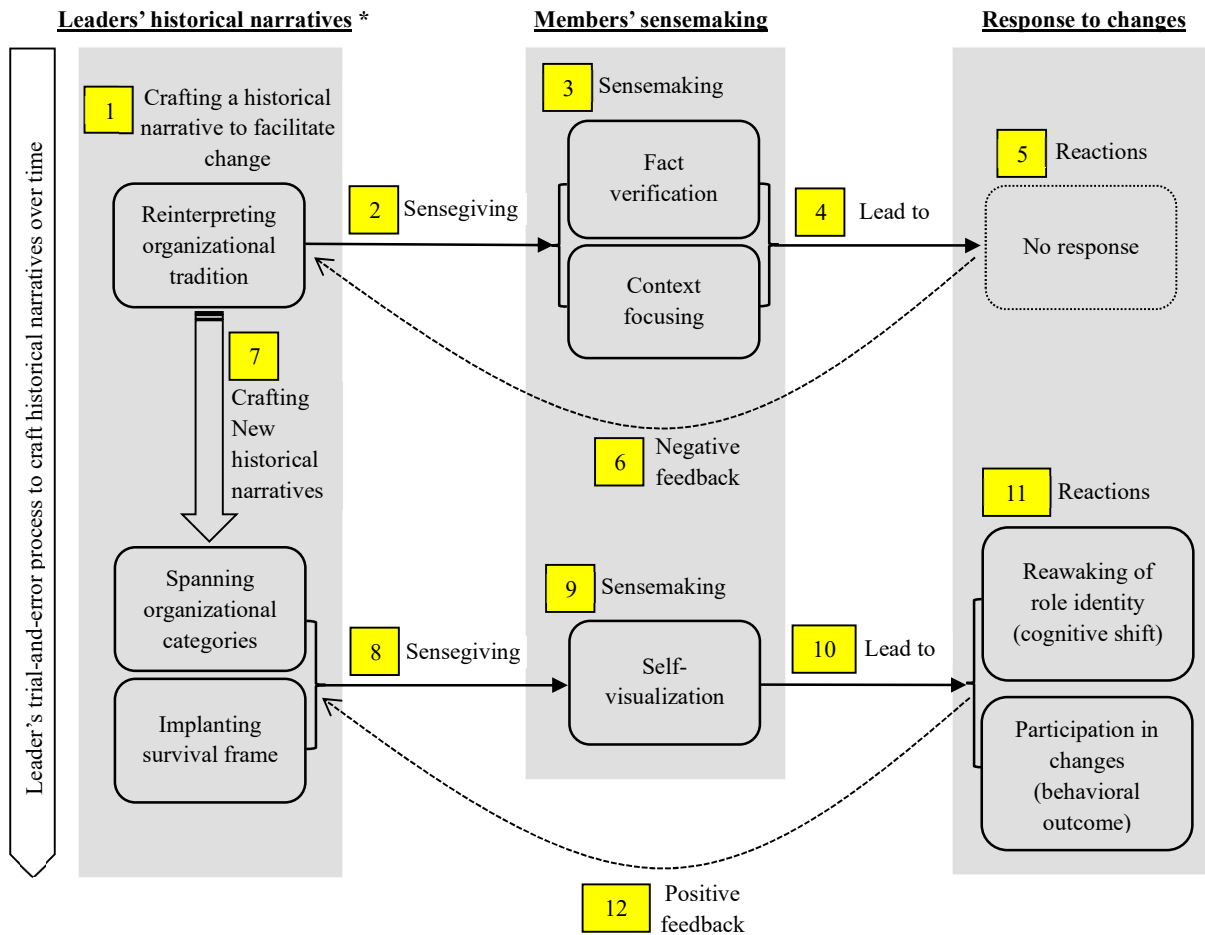 Leaders' historical narratives *
Members' sensemaking
Response to changes
Leader's trial-and-error process to craft historical narratives over time
1
Crafting a historical
narrative to facilitate
change
Reinterpreting
organizational
tradition
2
Sensegiving
3
Sensemaking
Fact
verification
Context
focusing
4
Lead to
5
Reactions
No response
6
Negative
feedback
7
Crafting
New
historical
narratives
Spanning
organizational
categories
Implanting
survival frame
8
Sensegiving
9
Sensemaking
Self-
visualization
10
Lead to
11
Reactions
Reawaking of
role identity
(cognitive shift)
Participation in
changes
(behavioral
outcome)
12
Positive
feedback